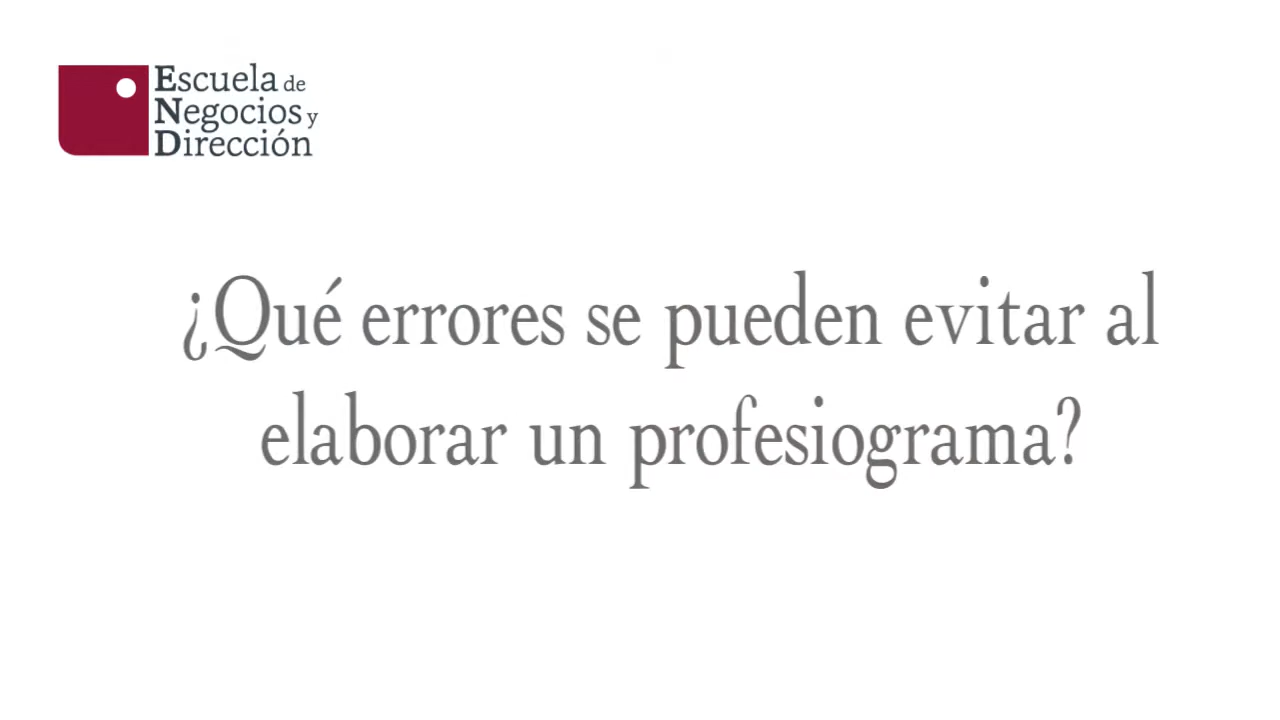 Escuela de
Negocios y
Dirección
¿Qué errores se pueden evitar al
elaborar un profesiograma?